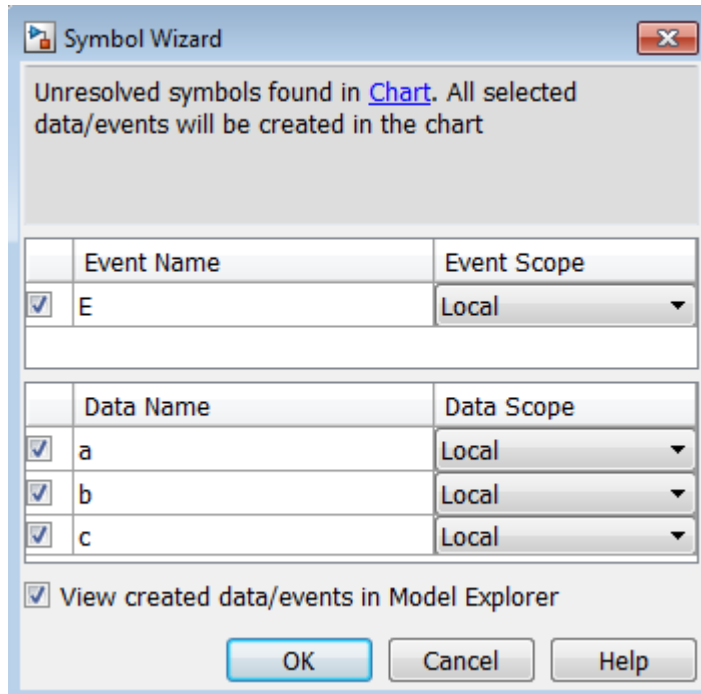 Symbol Wizard
Unresolved symbols found in Chart. All selected
data/events will be created in the chart
Event Name Event Scope
E Local
Data Name Data Scope
a Local
b Local
c Local
View created data/events in Model Explorer
OK Cancel Help